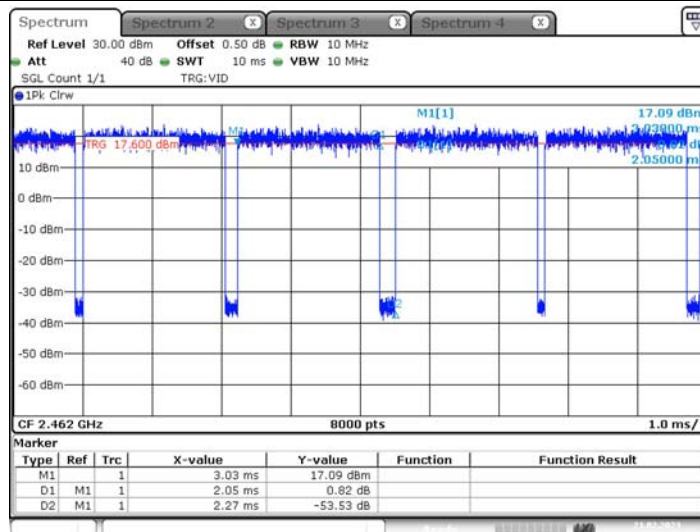 Spectrum Spectrum 2 X Spectrum 3 X Spectrum 4 X
Ref Level 30.00 dBm Offset 0.50 dB RBW 10 MHz
Att 40 dB SWT 10 ms VBW 10 MHz
SGL Count 1/1 TRG:VID
1Pk Clrw
M1[1] 17.09 dBm
2.05000 m
TRG 17.600 dBm
10 dBm
0 dBm
-10 dBm
-20 dBm
-30 dBm
-40 dBm
-50 dBm
-60 dBm
CF 2.462 GHz 8000 pts 1.0 ms/
Marker
Type Ref Trc X-value Y-value Function Function Result
M1 1 3.03 ms 17.09 dBm
D1 M1 1 2.05 ms 0.82 dB
D2 M1 1 2.27 ms -53.53 dB